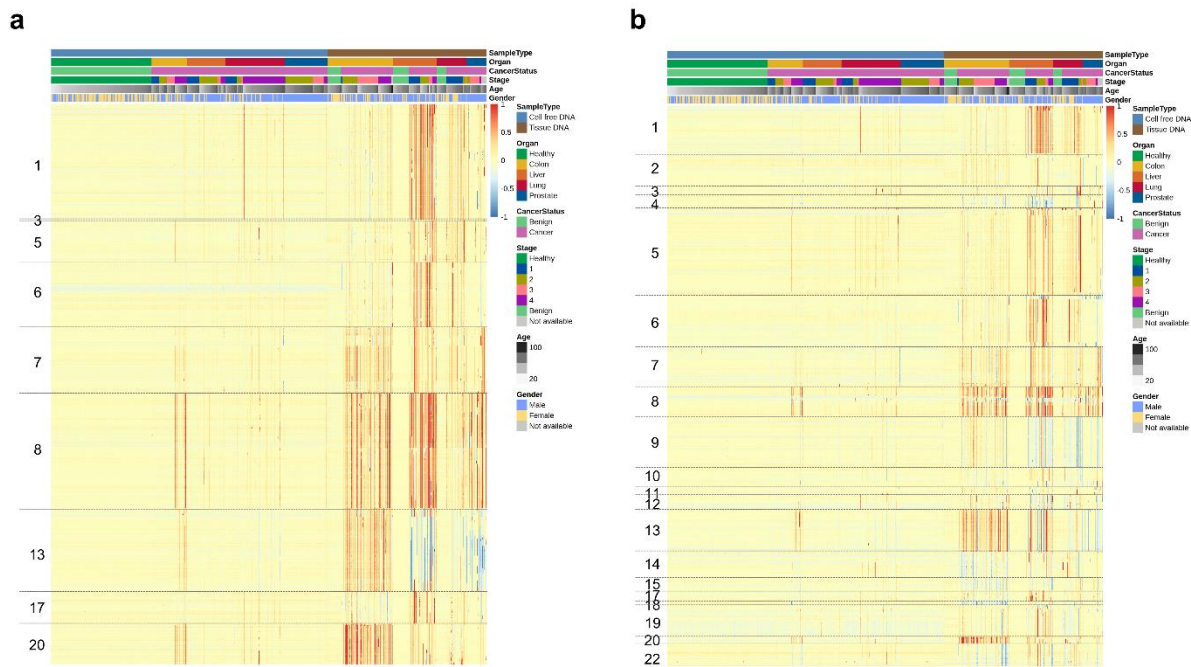 a
SampleType
Organ
CancerStatus
Stage
Age
Gender
1
3
5
6
7
8
13
17
20
1
0.5
0
-0.5
-1
SampleType
Cell free DNA
Tissue DNA
Organ
Healthy
Colon
Liver
Lung
Prostate
CancerStatus
Benign
Cancer
Stage
Healthy
1
2
3
4
Benign
Not available
Age
100
20
Gender
Male
Female
Not available
b
SampleType
Organ
CancerStatus
Stage
Age
Gender
1
2
3
4
5
6
7
8
9
10
11
12
13
14
15
17
18
19
20
22
1
0.5
0
-0.5
-1
SampleType
Cell free DNA
Tissue DNA
Organ
Healthy
Colon
Liver
Lung
Prostate
CancerStatus
Benign
Cancer
Stage
Healthy
1
2
3
4
Benign
Not available
Age
100
20
Gender
Male
Female
Not available